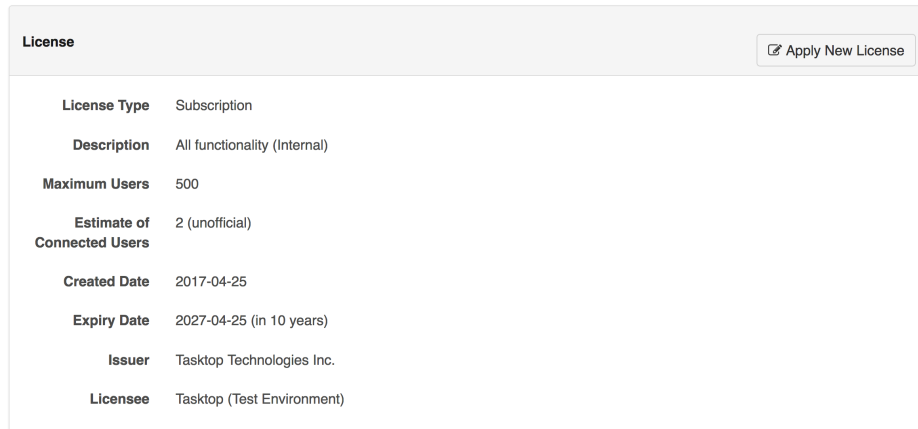 License
Apply New License
License Type Subscription
Description All functionality (Internal)
Maximum Users 500
Estimate of 2 (unofficial)
Connected Users
Created Date 2017-04-25
Expiry Date 2027-04-25 (in 10 years)
Issuer Tasktop Technologies Inc.
Licensee Tasktop (Test Environment)